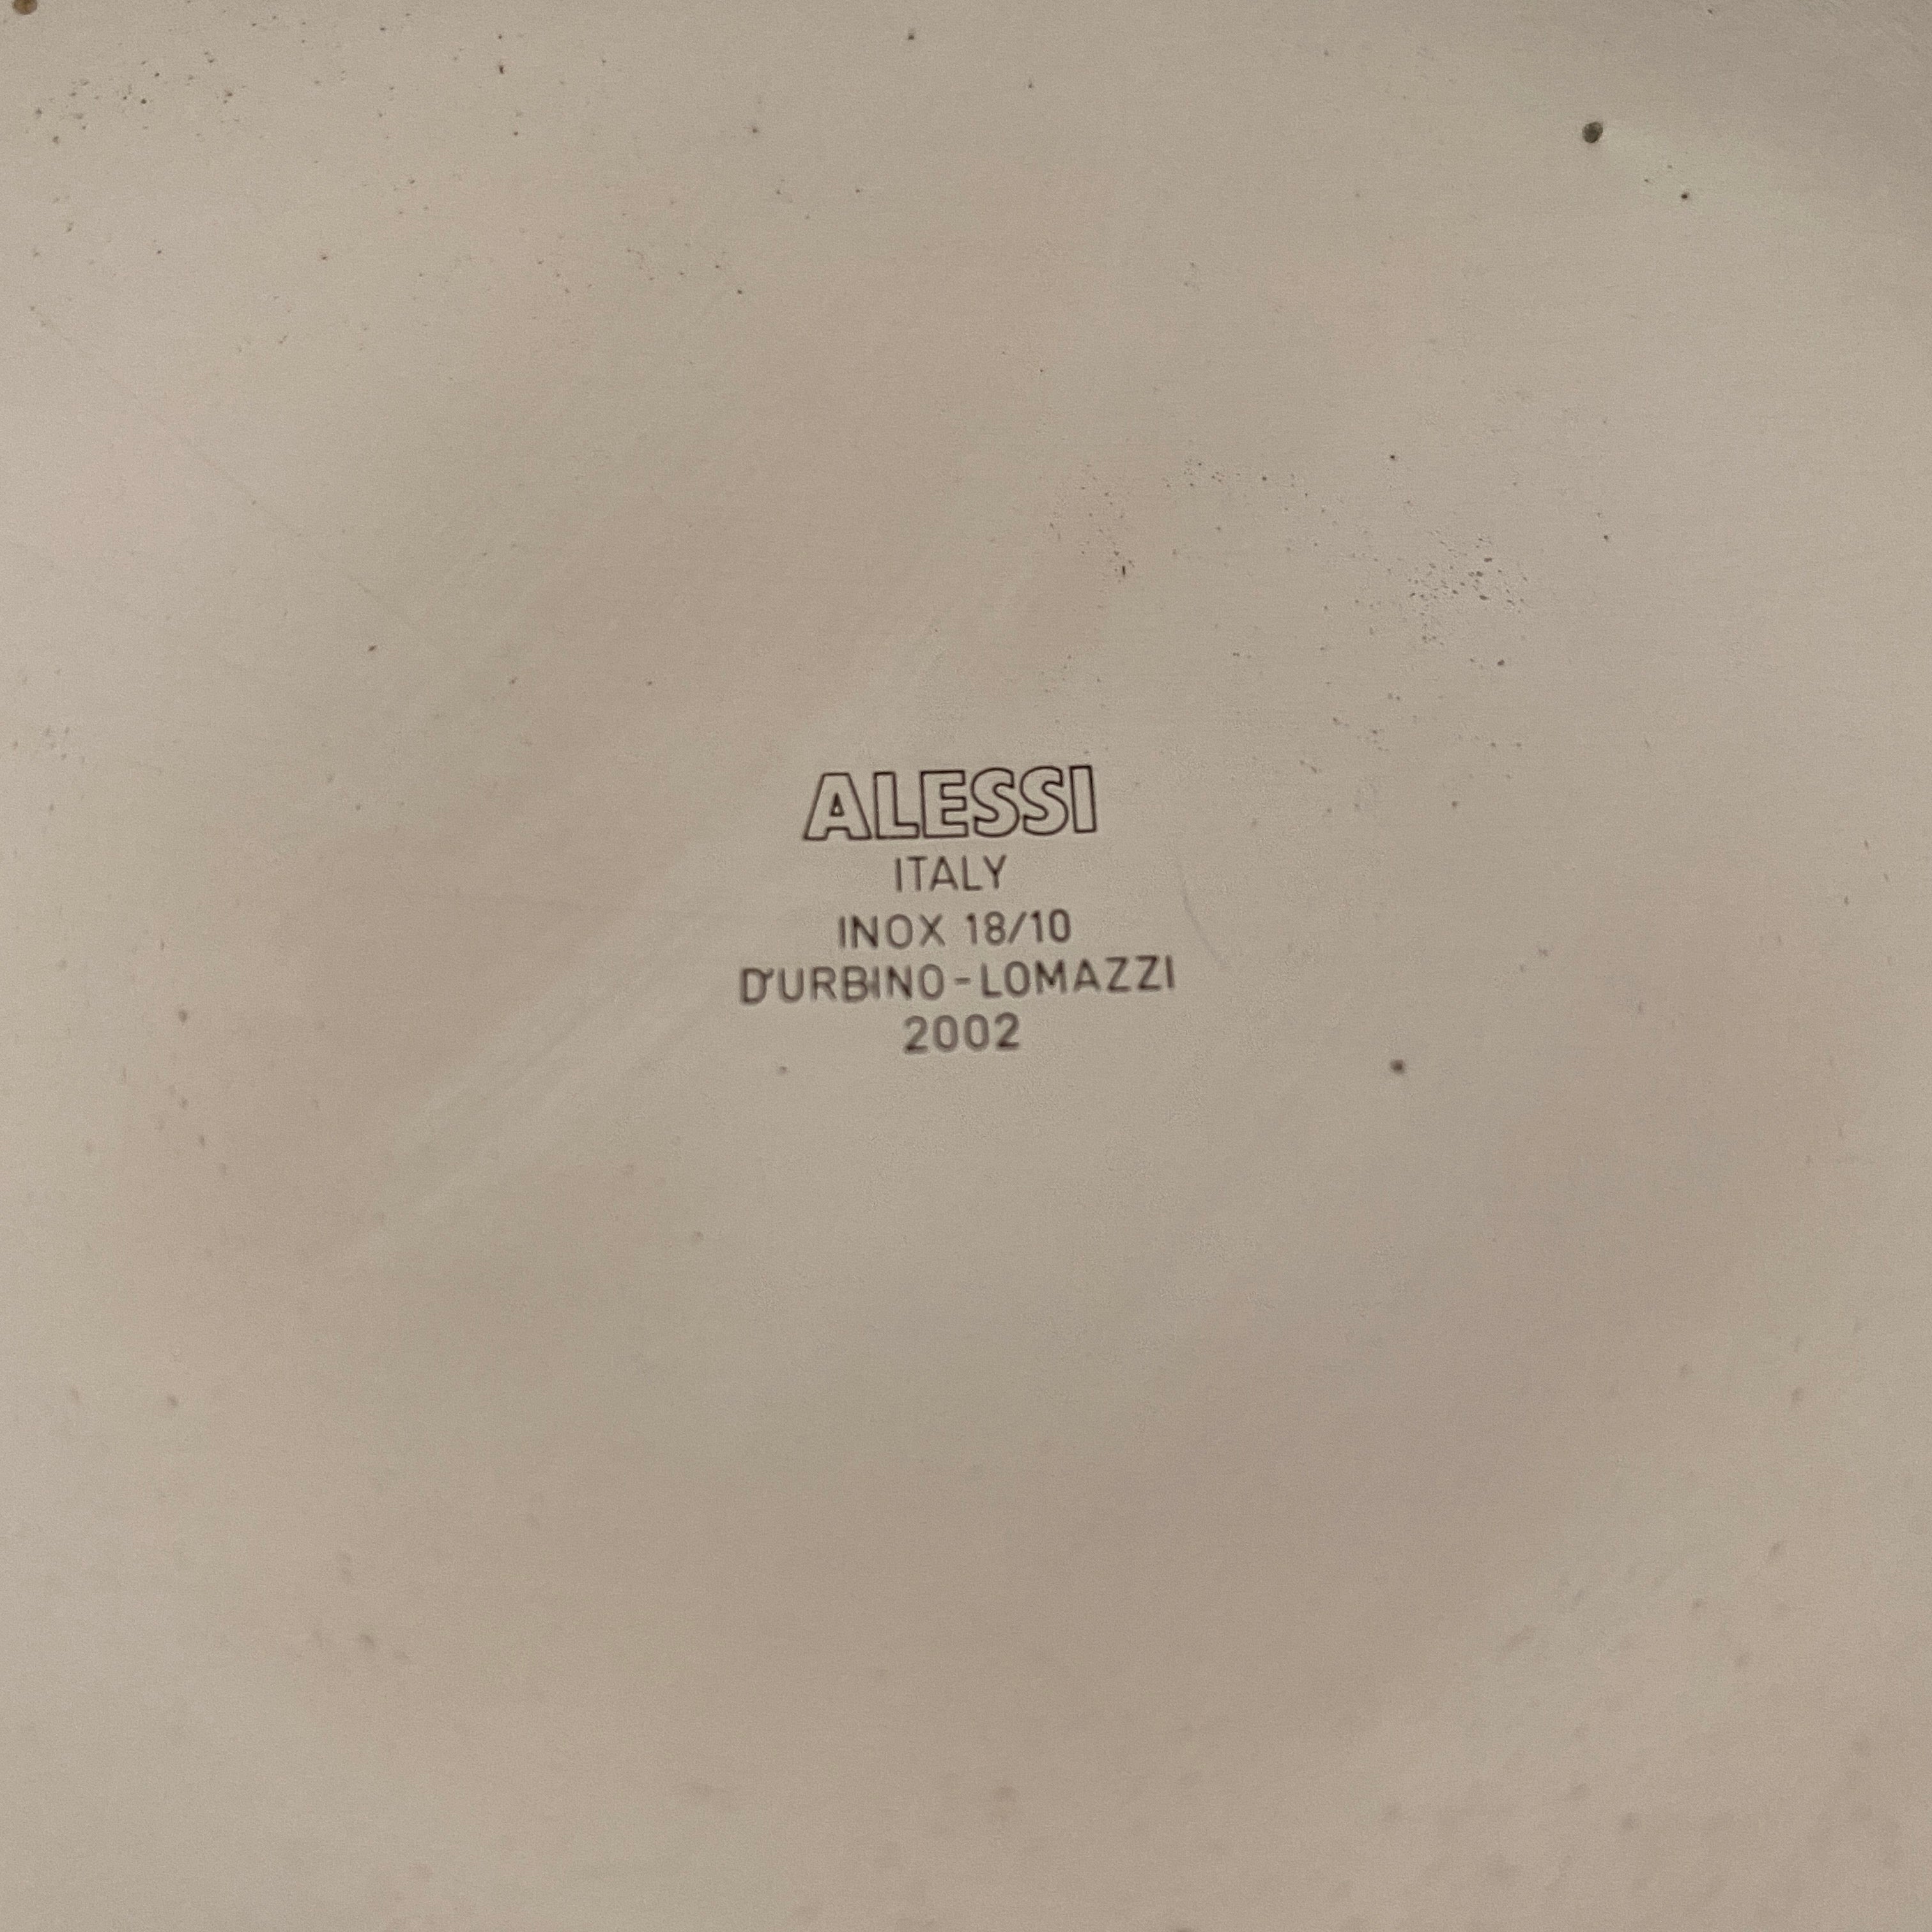 ALESSI
ITALY
INOX 18/10
D'URBINO-LOMAZZI
2002